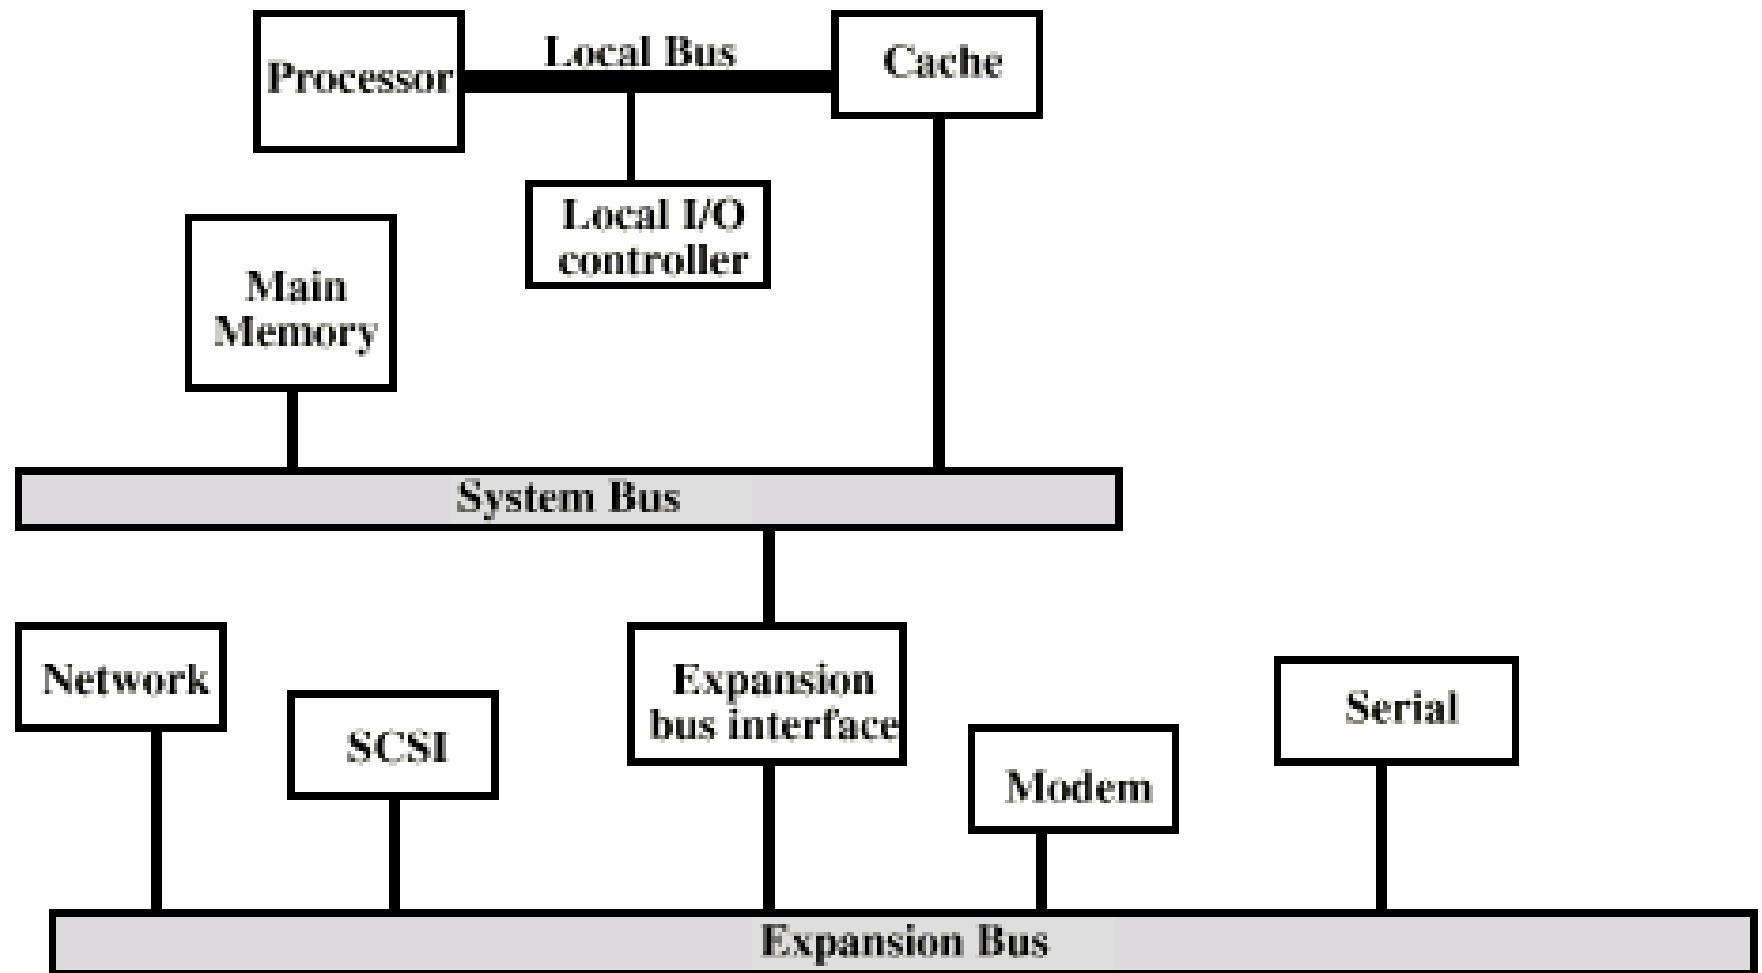 Processor
Local Bus
Cache
Local I/O
controller
Main
Memory
System Bus
Network
SCSI
Expansion
bus interface
Modem
Serial
Expansion Bus